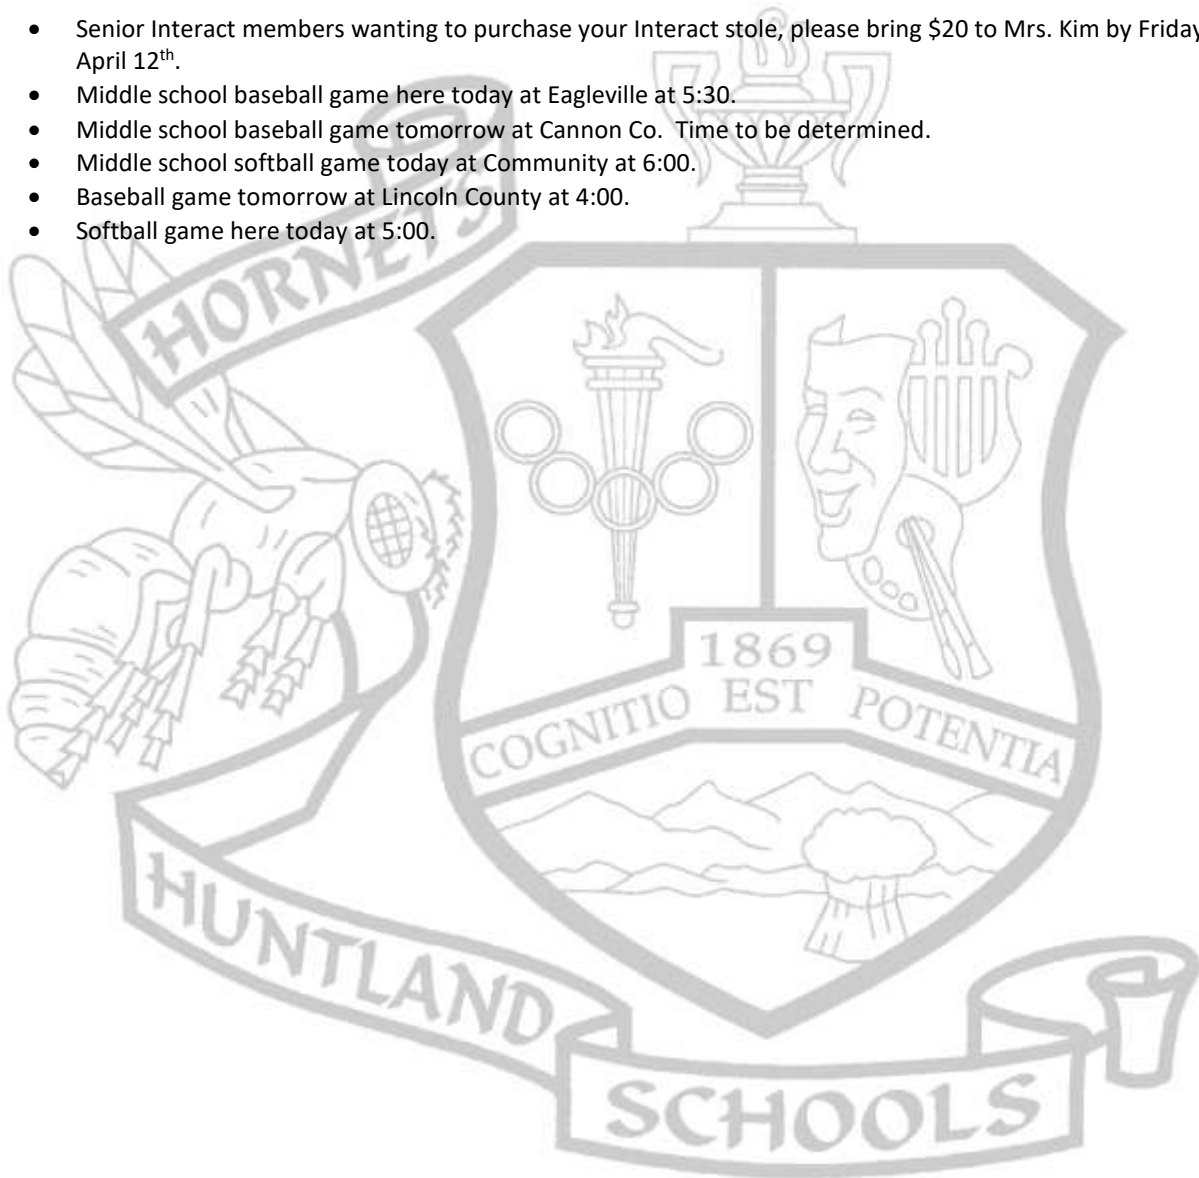 • Senior Interact members wanting to purchase your Interact stole, please bring $20 to Mrs. Kim by Friday
April 12th.
• Middle school baseball game here today at Eagleville at 5:30.
• Middle school baseball game tomorrow at Cannon Co.  Time to be determined.
• Middle school softball game today at Community at 6:00.
• Baseball game tomorrow at Lincoln County at 4:00.
• Softball game here today at 5:00.
HORNETS
1869
COGNITIO EST POTENTIA
HUNTLAND
SCHOOLS